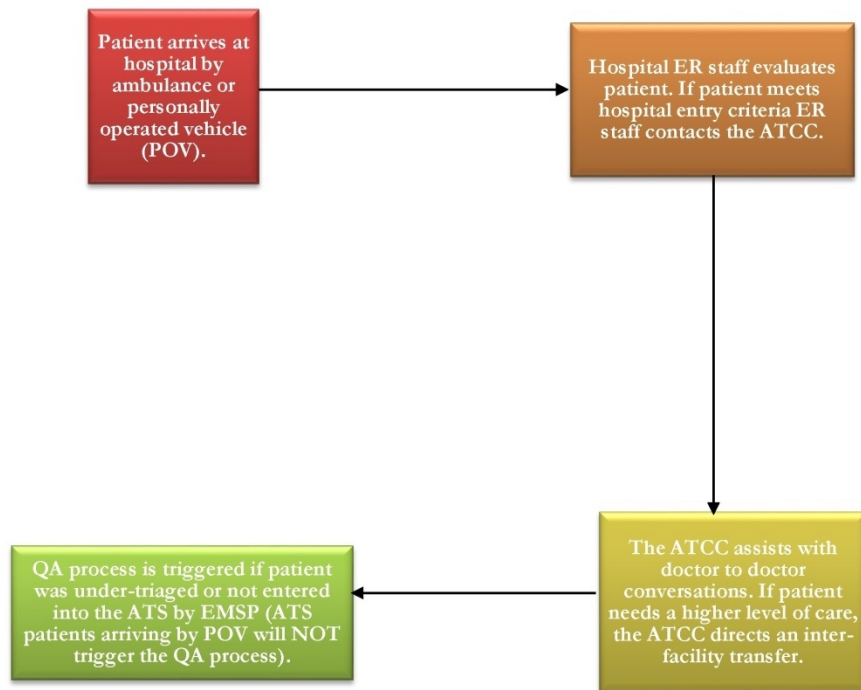 Patient arrives at
hospital by
ambulance or
personally
operated vehicle
(POV).
Hospital ER staff evaluates
patient. If patient meets
hospital entry criteria ER
staff contacts the ATCC.
The ATCC assists with
doctor to doctor
conversations. If patient
needs a higher level of care,
the ATCC directs an inter-
facility transfer.
QA process is triggered if patient
was under-triaged or not entered
into the ATS by EMSP (ATS
patients arriving by POV will NOT
trigger the QA process).